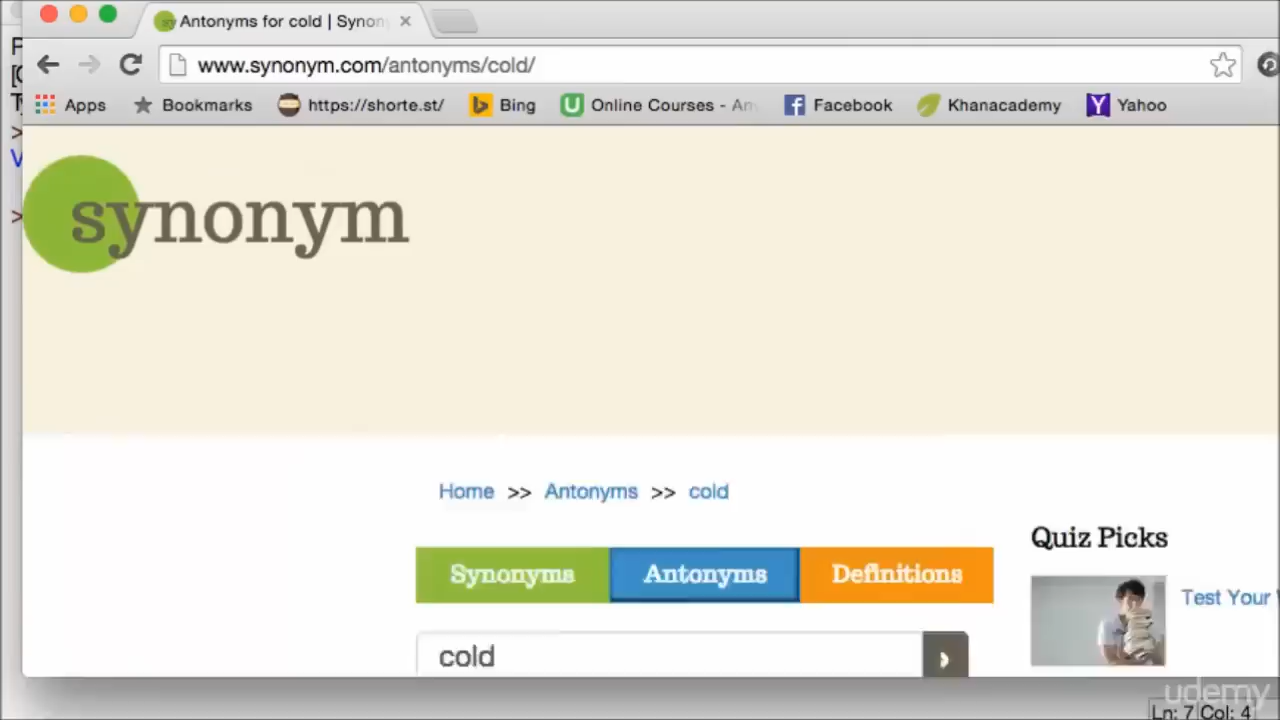 Antonyms for cold | Synon
www.synonym.com/antonyms/cold/
Apps Bookmarks https://shorte.st/ Bing Online Courses - An Facebook Khanacademy Yahoo
synonym
Home >> Antonyms >> cold
Quiz Picks
Synonyms Antonyms Definitions
Test Your
cold
udemy
Ln: 7 Col: 4